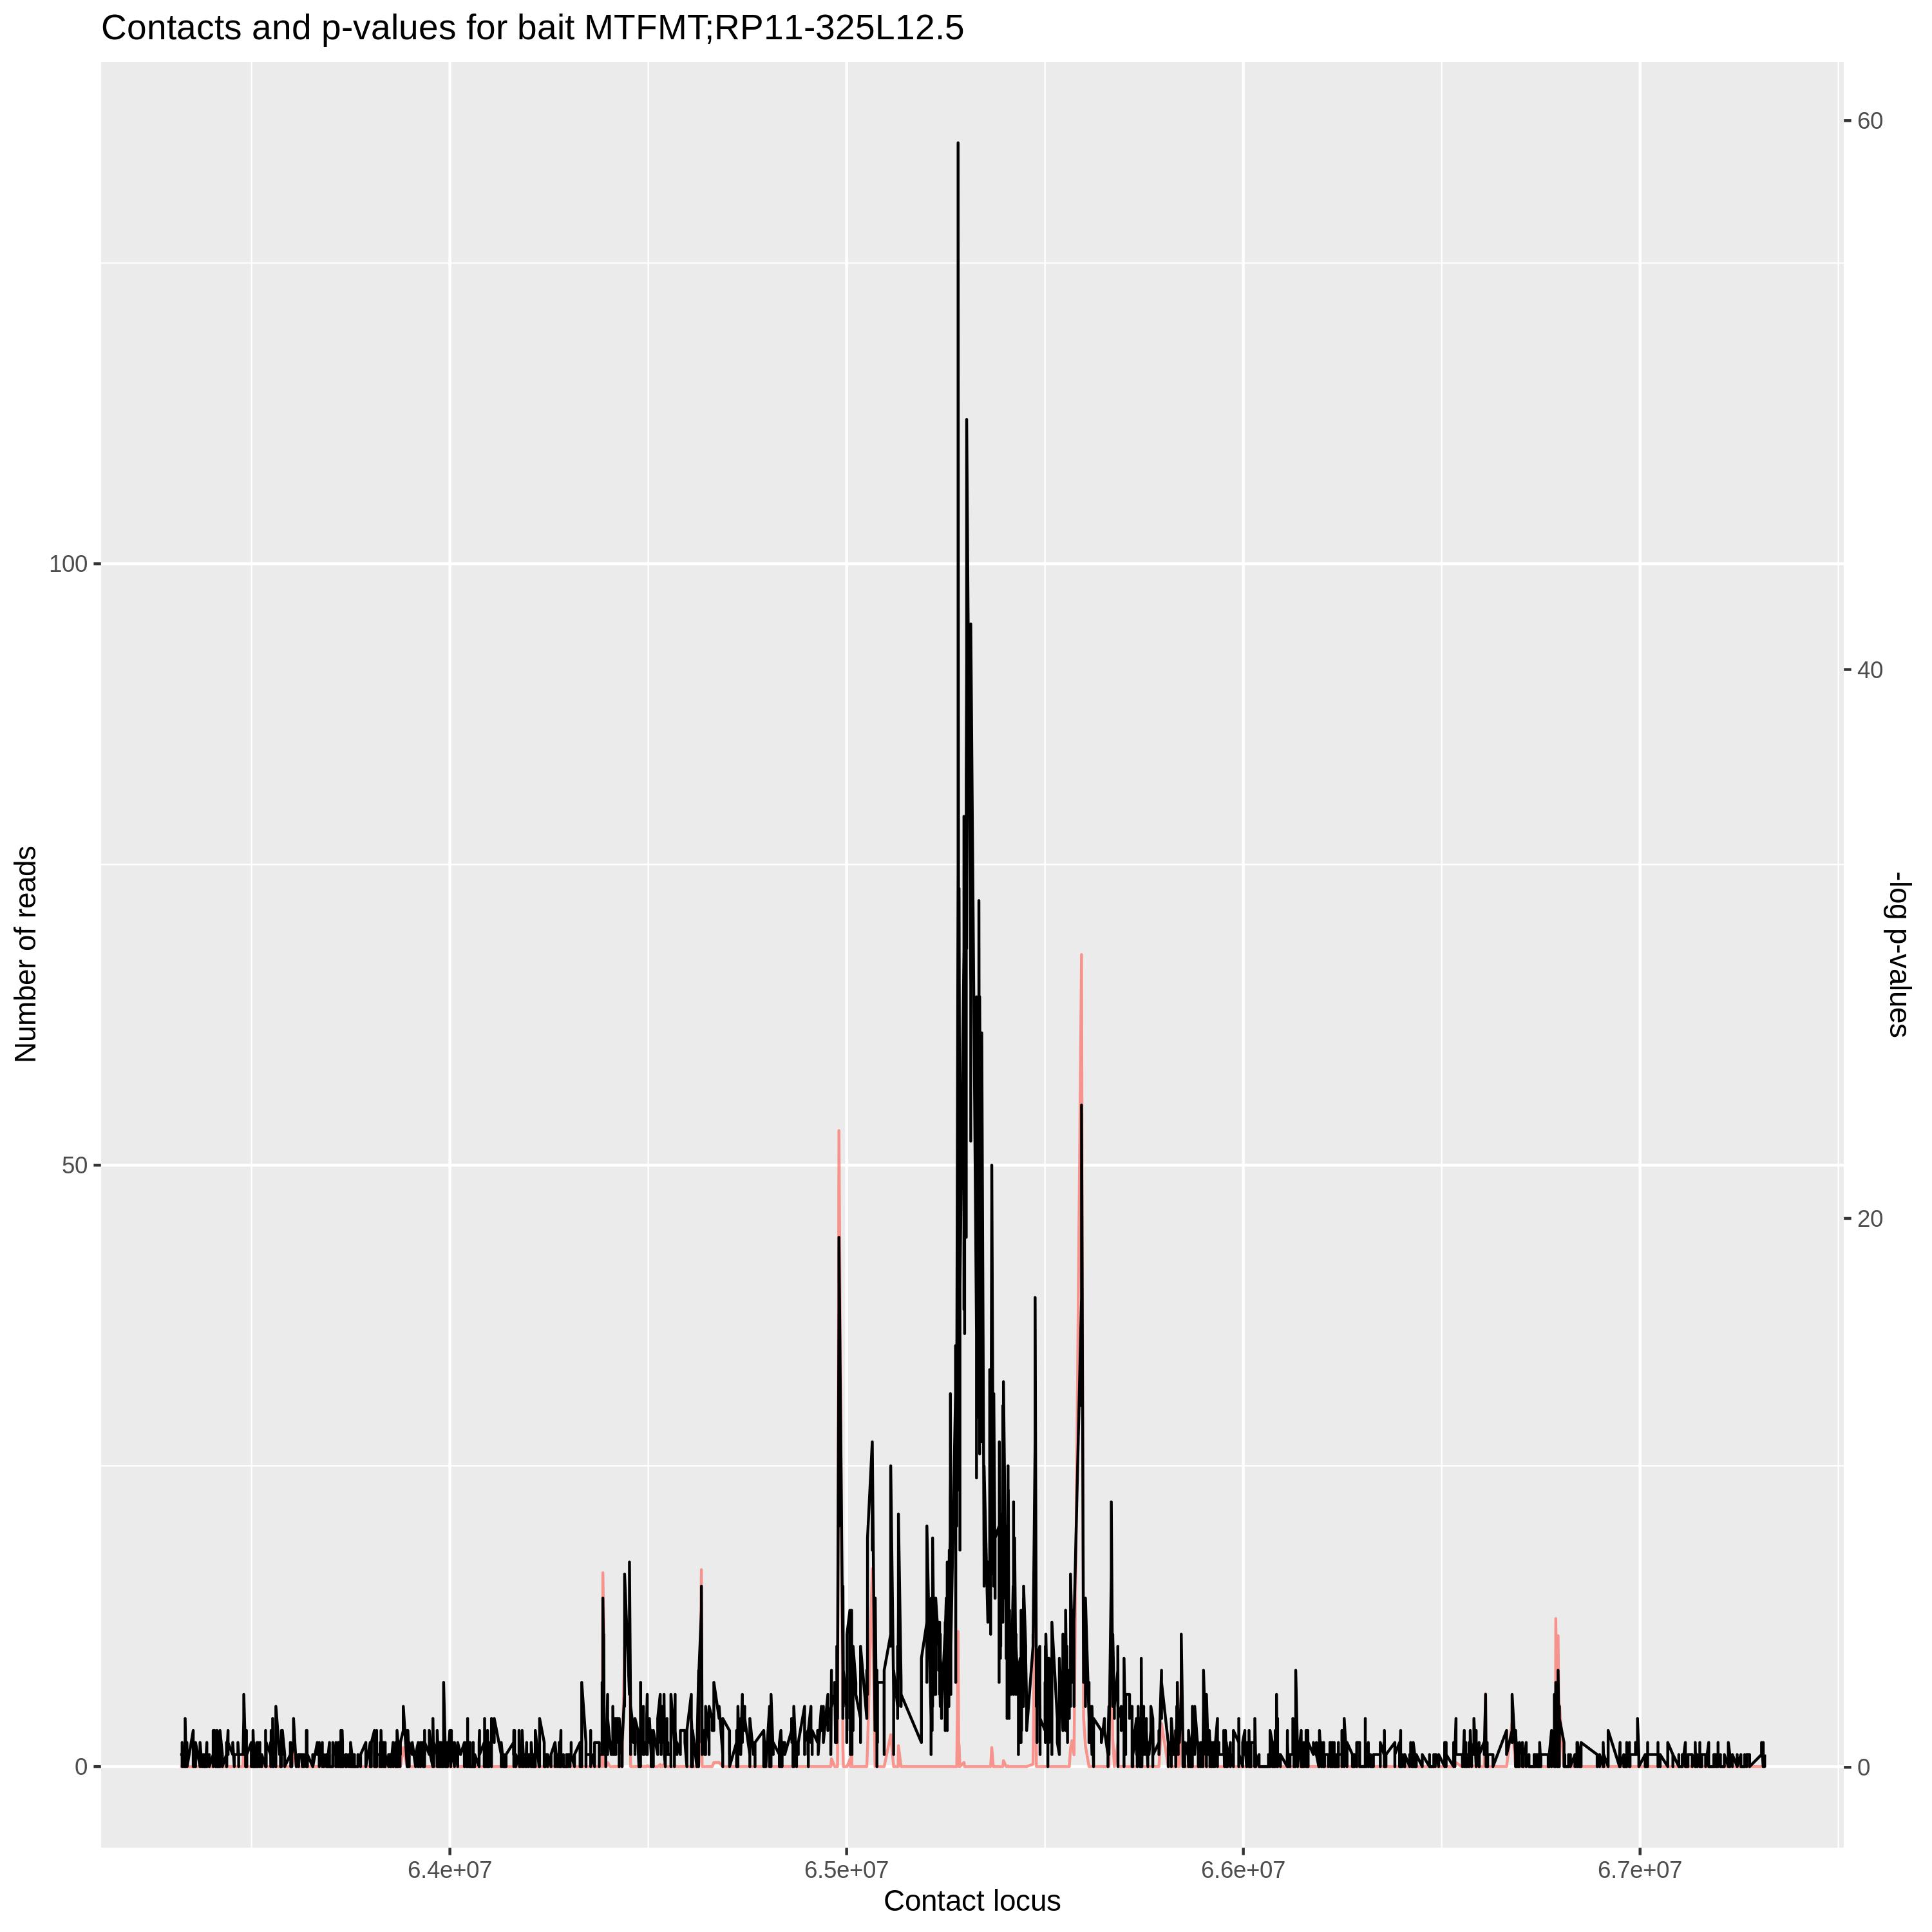 Contacts and p-values for bait MTFMT;RP11-325L12.5
60
100
40
Number of reads
-log p-values
50
20
0
0
6.4e+07
6.5e+07
6.6e+07
6.7e+07
Contact locus